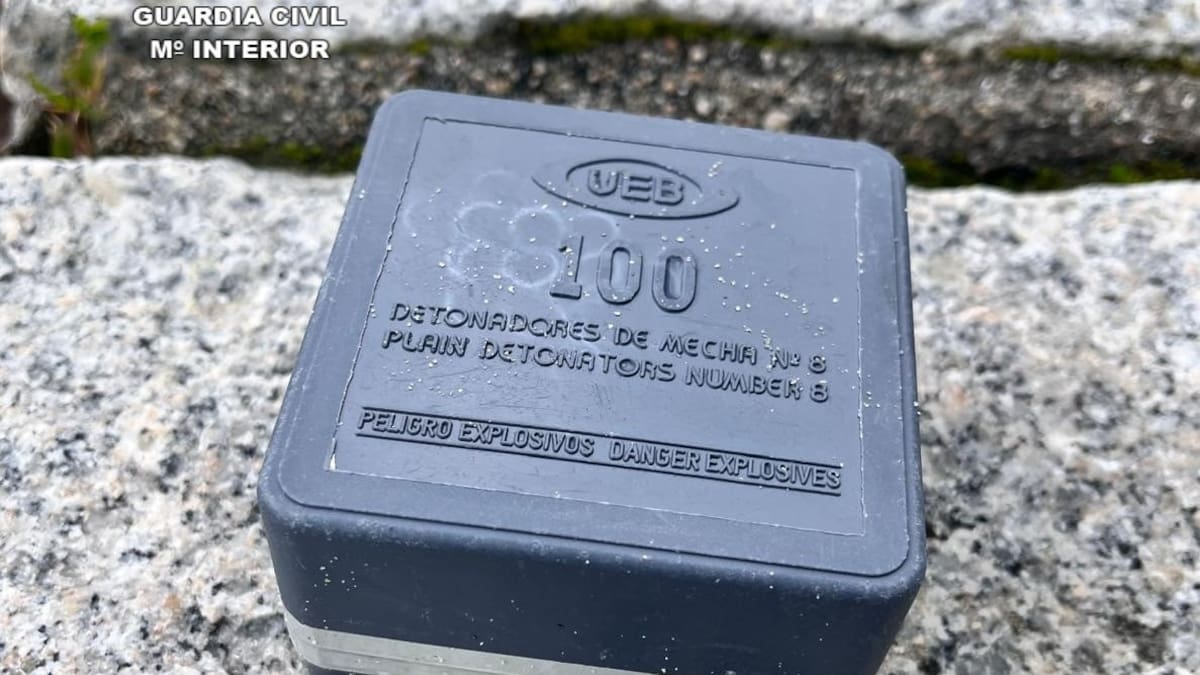 GUARDIA CIVIL
Mº INTERIOR
UEB
100
DETONADORES DE MECHA Nº 8
PLAIN DETONATORS NUMBER 8
PELIGRO EXPLOSIVOS DANGER EXPLOSIVES